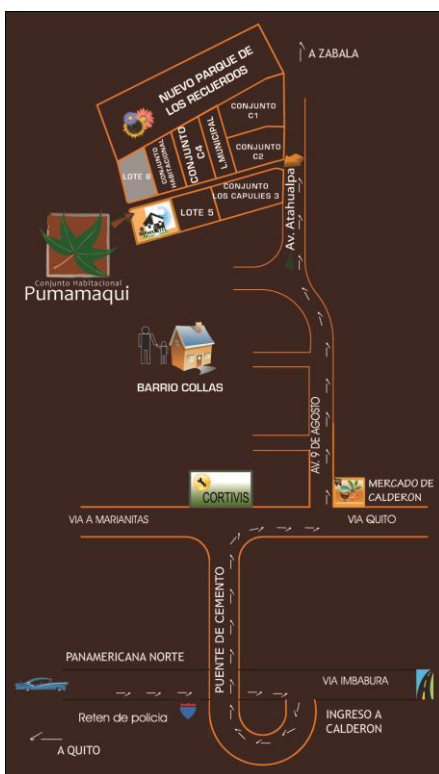 A ZABALA
NUEVO PARQUE DE
LOS RECUERDOS
CONJUNTO
C1
CONJUNTO
C2
I.MUNICIPAL
CONJUNTO
C4
CONJUNTO
HABITACIONAL
LOTE 9
LOTE 5
CONJUNTO
LOS CAPULIES 3
Av. Atahualpa
Conjunto Habitacional
Pumamaqui
BARRIO COLLAS
AV. 9 DE AGOSTO
CORTIVIS
MERCADO DE
CALDERON
VIA A MARIANITAS
VIA QUITO
PUENTE DE CEMENTO
PANAMERICANA NORTE
VIA IMBABURA
Reten de policia
INGRESO A
CALDERON
A QUITO